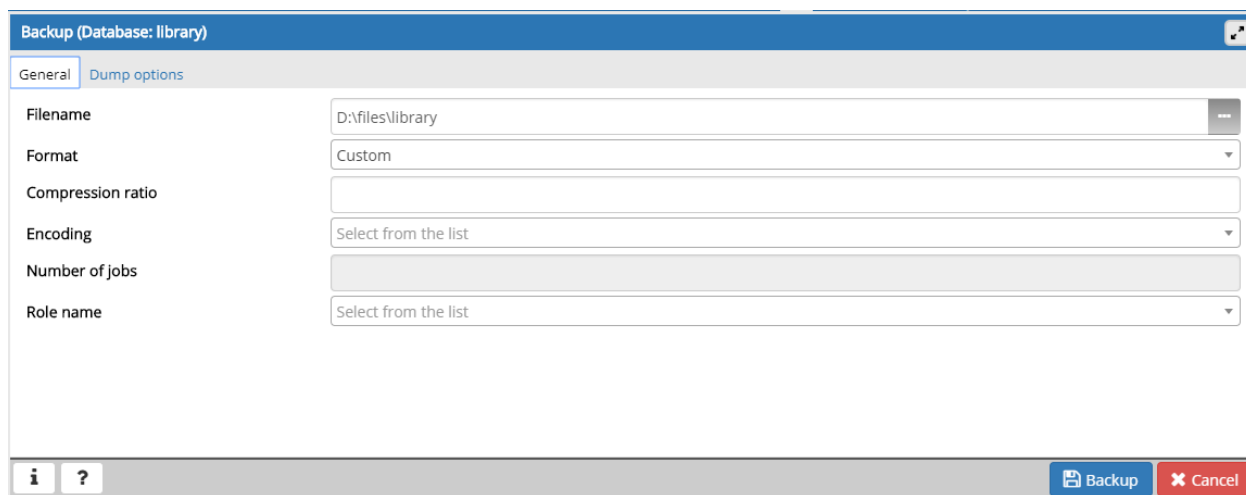 Backup (Database: library)
General Dump options
Filename D:\files\library
Format Custom
Compression ratio
Encoding Select from the list
Number of jobs
Role name Select from the list
i ? Backup Cancel